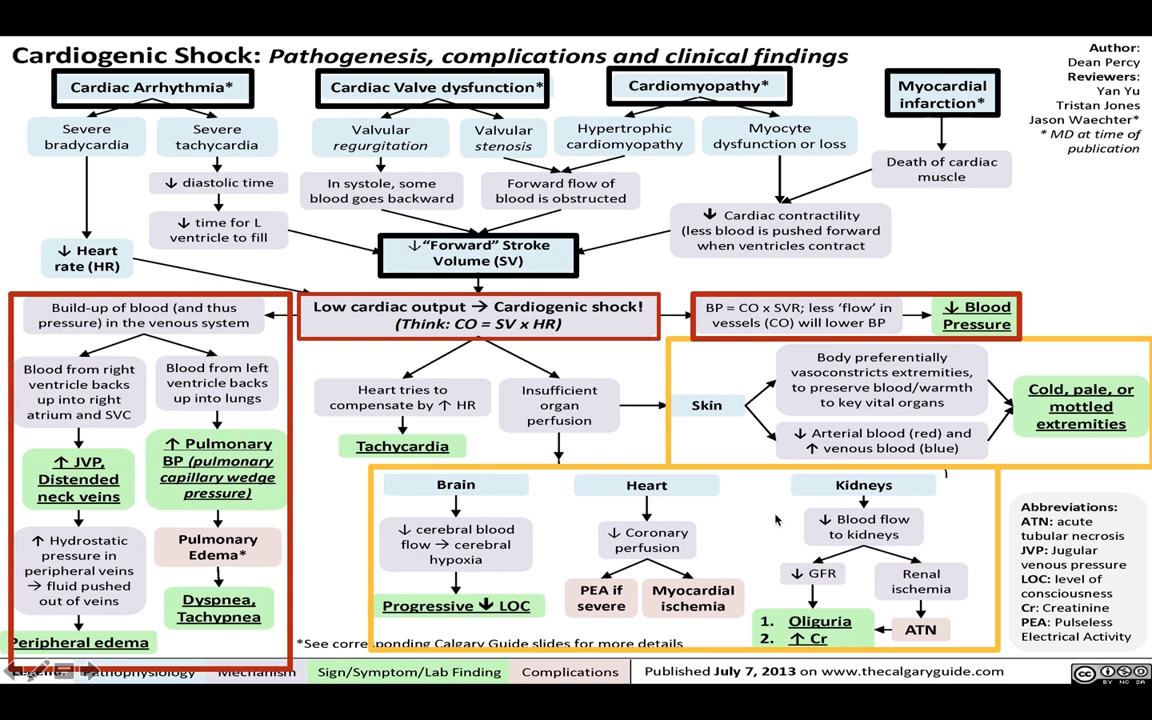 Cardiogenic Shock: Pathogenesis, complications and clinical findings
Author:
Dean Percy
Reviewers:
Yan Yu
Tristan Jones
Jason Waechter*
* MD at time of
publication
Cardiac Arrhythmia*
Cardiac Valve dysfunction*
Cardiomyopathy*
Myocardial
infarction*
Severe
bradycardia
Severe
tachycardia
Valvular
regurgitation
Valvular
stenosis
Hypertrophic
cardiomyopathy
Myocyte
dysfunction or loss
Death of cardiac
muscle
↓ diastolic time
In systole, some
blood goes backward
Forward flow of
blood is obstructed
↓ time for L
ventricle to fill
↓ Cardiac contractility
(less blood is pushed forward
when ventricles contract
↓ Heart
rate (HR)
↓“Forward” Stroke
Volume (SV)
Low cardiac output → Cardiogenic shock!
(Think: CO = SV x HR)
BP = CO x SVR; less ‘flow’ in
vessels (CO) will lower BP
↓ Blood
Pressure
Build-up of blood (and thus
pressure) in the venous system
Blood from right
ventricle backs
up into right
atrium and SVC
Blood from left
ventricle backs
up into lungs
↑ JVP,
Distended
neck veins
↑ Pulmonary
BP (pulmonary
capillary wedge
pressure)
↑ Hydrostatic
pressure in
peripheral veins
→ fluid pushed
out of veins
Pulmonary
Edema*
Dyspnea,
Tachypnea
Peripheral edema
Heart tries to
compensate by ↑ HR
Tachycardia
Insufficient
organ
perfusion
Skin
Body preferentially
vasoconstricts extremities,
to preserve blood/warmth
to key vital organs
↓ Arterial blood (red) and
↑ venous blood (blue)
Cold, pale, or
mottled
extremities
Brain
↓ cerebral blood
flow → cerebral
hypoxia
Progressive ↓ LOC
Heart
↓ Coronary
perfusion
PEA if
severe
Myocardial
ischemia
Kidneys
↓ Blood flow
to kidneys
↓ GFR
Renal
ischemia
1. Oliguria
2. ↑ Cr
ATN
Abbreviations:
ATN: acute
tubular necrosis
JVP: Jugular
venous pressure
LOC: level of
consciousness
Cr: Creatinine
PEA: Pulseless
Electrical Activity
*See corresponding Calgary Guide slides for more details
Pathophysiology
Mechanism
Sign/Symptom/Lab Finding
Complications
Published July 7, 2013 on www.thecalgaryguide.com
cc
BY NC SA